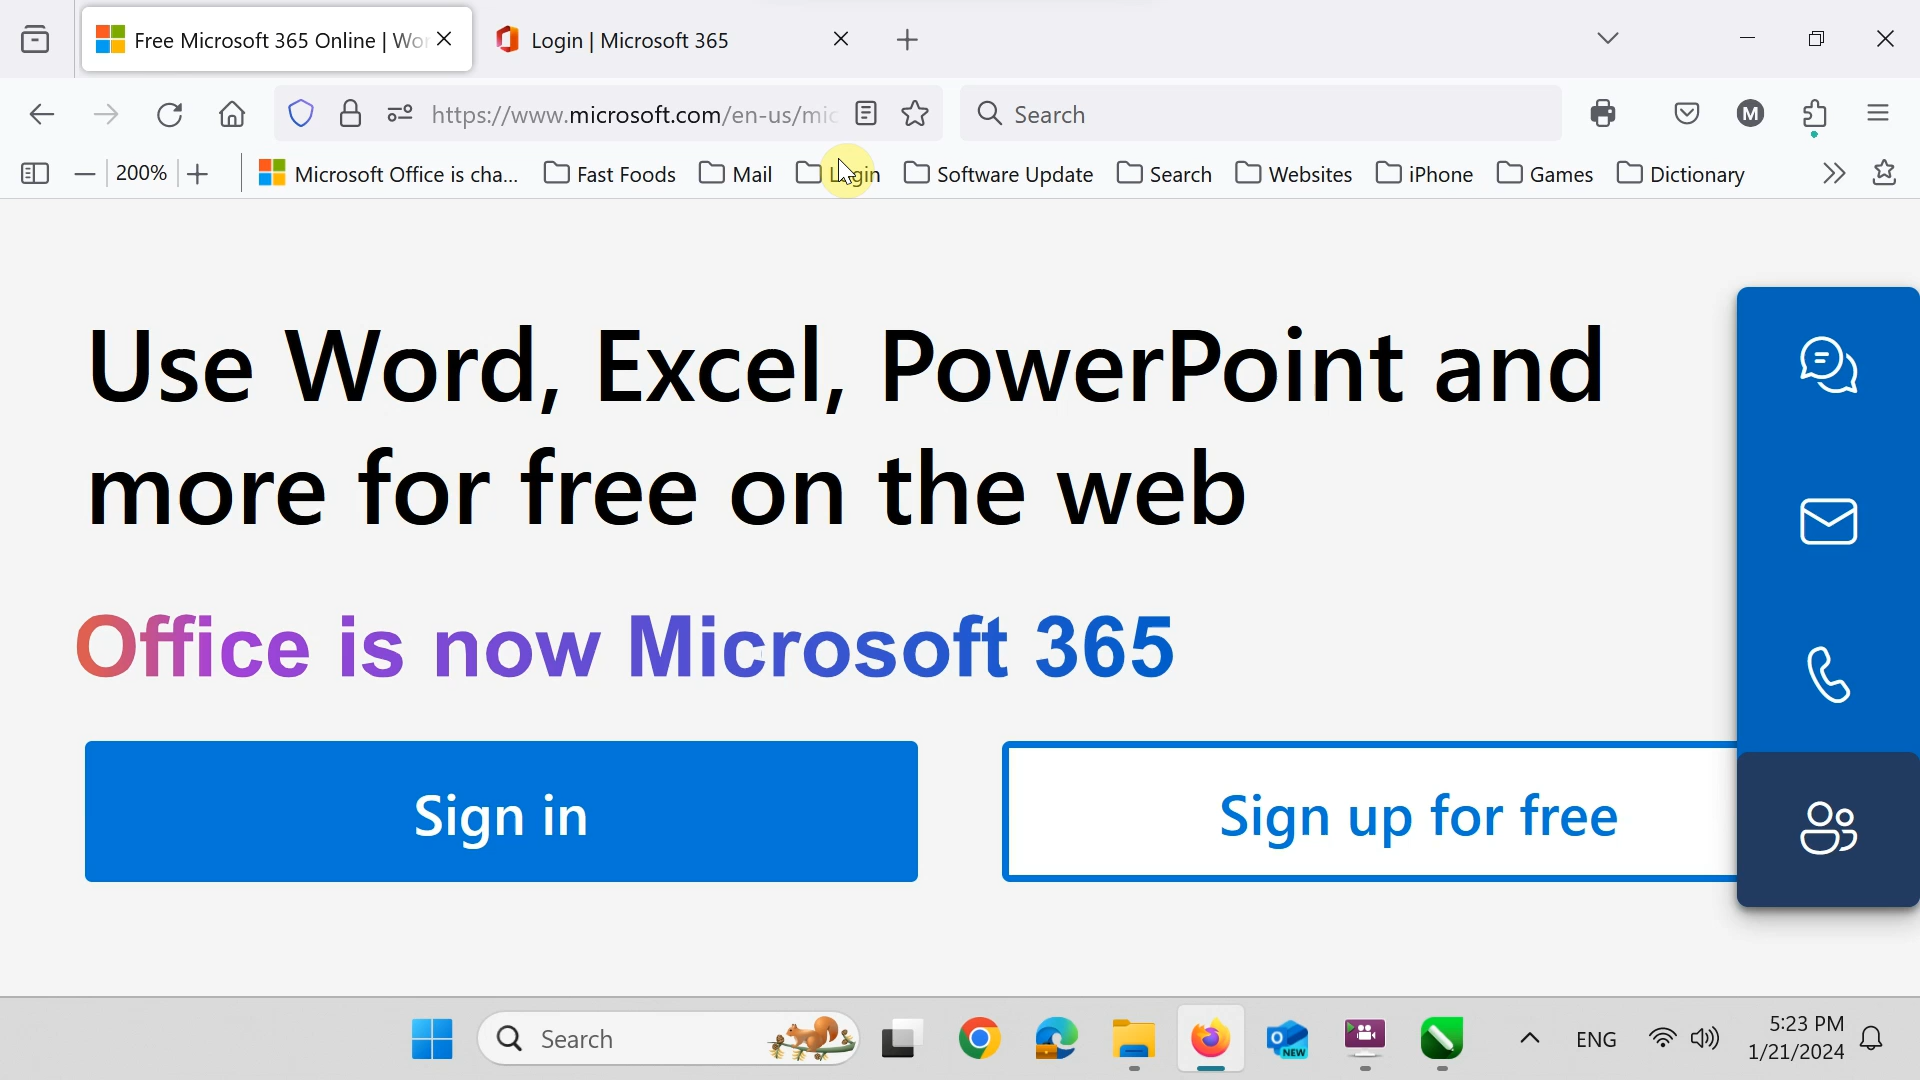 Free Microsoft 365 Online | Wor
Login | Microsoft 365
https://www.microsoft.com/en-us/mic
Search
M
200%
Microsoft Office is cha...
Fast Foods
Mail
Login
Software Update
Search
Websites
iPhone
Games
Dictionary
Use Word, Excel, PowerPoint and
more for free on the web
Office is now Microsoft 365
Sign in
Sign up for free
Search
O
NEW
ENG
5:23 PM
1/21/2024